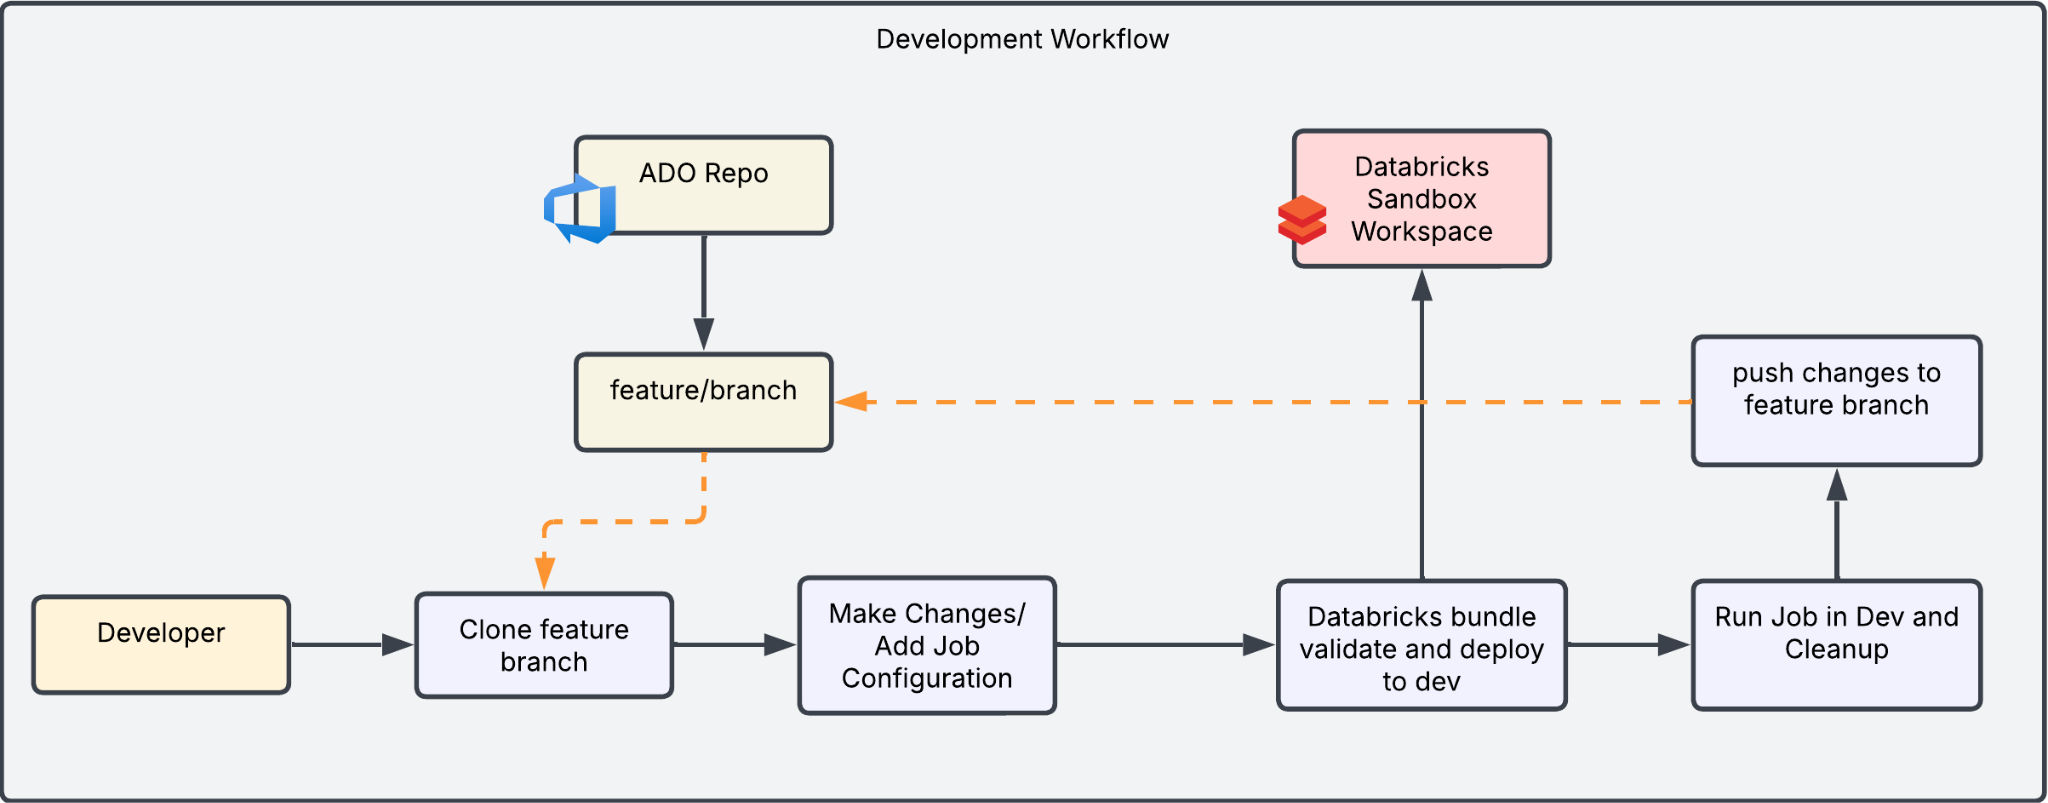 Development Workflow
ADO Repo
Databricks
Sandbox
Workspace
feature/branch
push changes to
feature branch
Developer
Clone feature
branch
Make Changes/
Add Job
Configuration
Databricks bundle
validate and deploy
to dev
Run Job in Dev and
Cleanup